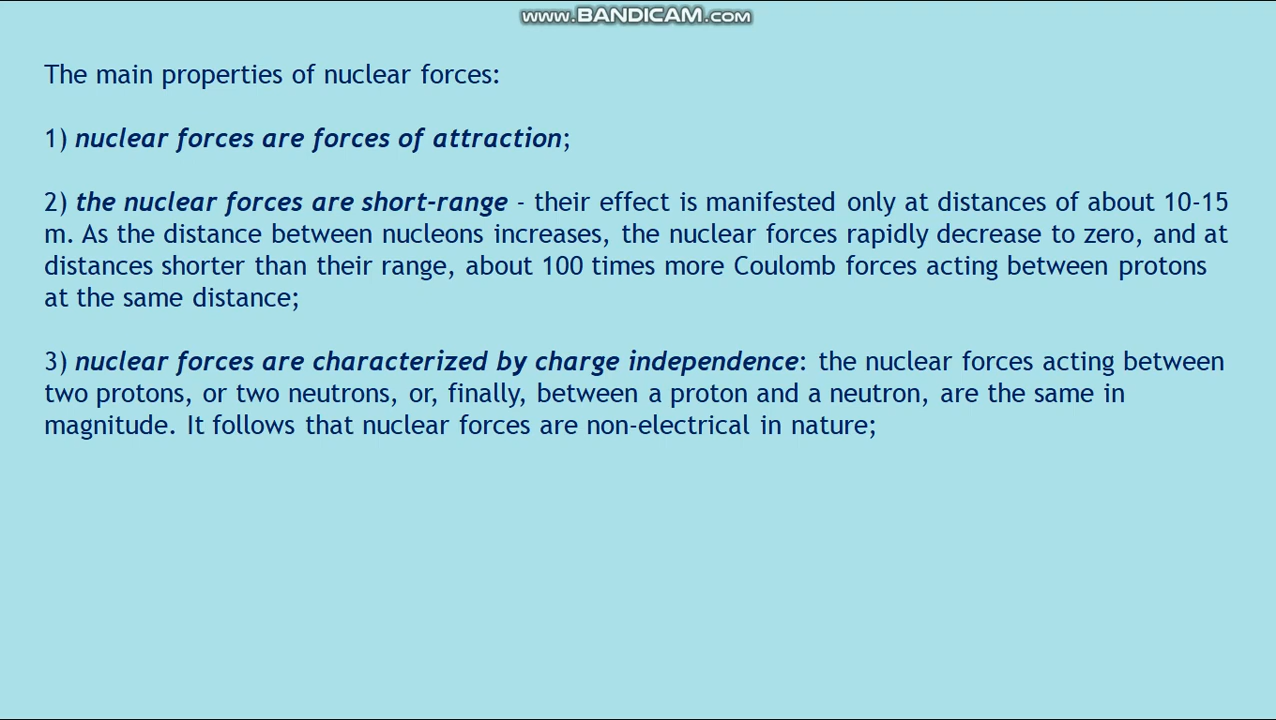 www.BANDICAM.com
The main properties of nuclear forces:
1) nuclear forces are forces of attraction;
2) the nuclear forces are short-range - their effect is manifested only at distances of about 10-15
m. As the distance between nucleons increases, the nuclear forces rapidly decrease to zero, and at
distances shorter than their range, about 100 times more Coulomb forces acting between protons
at the same distance;
3) nuclear forces are characterized by charge independence: the nuclear forces acting between
two protons, or two neutrons, or, finally, between a proton and a neutron, are the same in
magnitude. It follows that nuclear forces are non-electrical in nature;